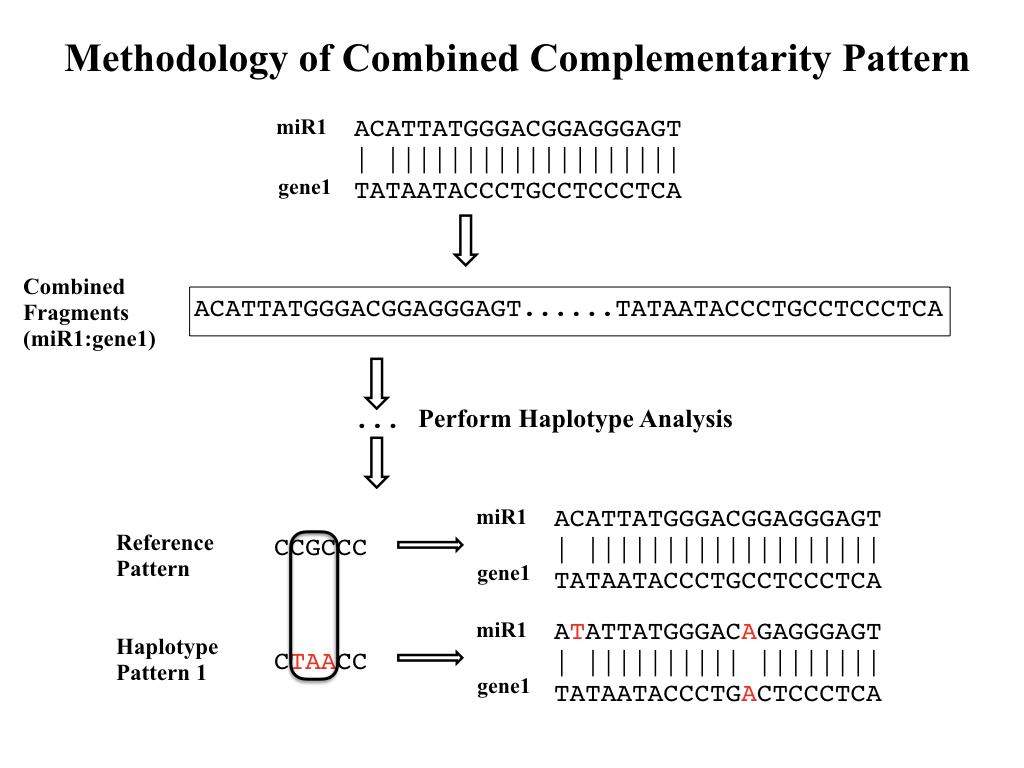 Methodology of Combined Complementarity Pattern
miR1 ACATTATGGGACGGAGGGAGT
| |||||||||||||||||||
gene1 TATAATACCCTGCCTCCCTCA
Combined
Fragments
(miR1:gene1)
ACATTATGGGACGGAGGGAGT......TATAATACCCTGCCTCCCTCA
... Perform Haplotype Analysis
Reference
Pattern
CCGCCC
miR1 ACATTATGGGACGGAGGGAGT
| |||||||||||||||||||
gene1 TATAATACCCTGCCTCCCTCA
Haplotype
Pattern 1
CTAACC
miR1 ATATTATGGGACAGAGGGAGT
| |||||||||| ||||||||
gene1 TATAATACCCTGACTCCCTCA